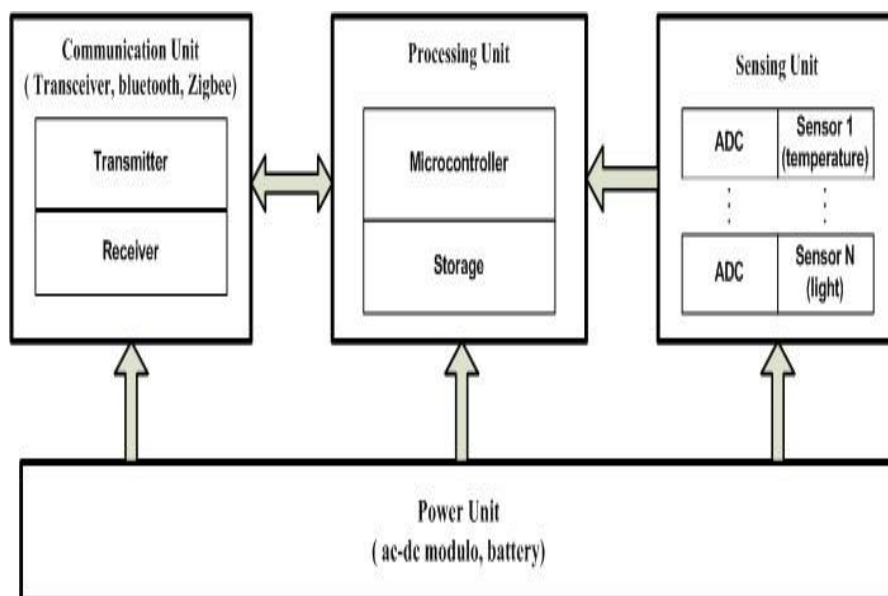 Communication Unit
( Transceiver, bluetooth, Zigbee)
Transmitter
Receiver
Processing Unit
Microcontroller
Storage
Sensing Unit
ADC
Sensor 1
(temperature)
ADC
Sensor N
(light)
Power Unit
( ac-dc modulo, battery)